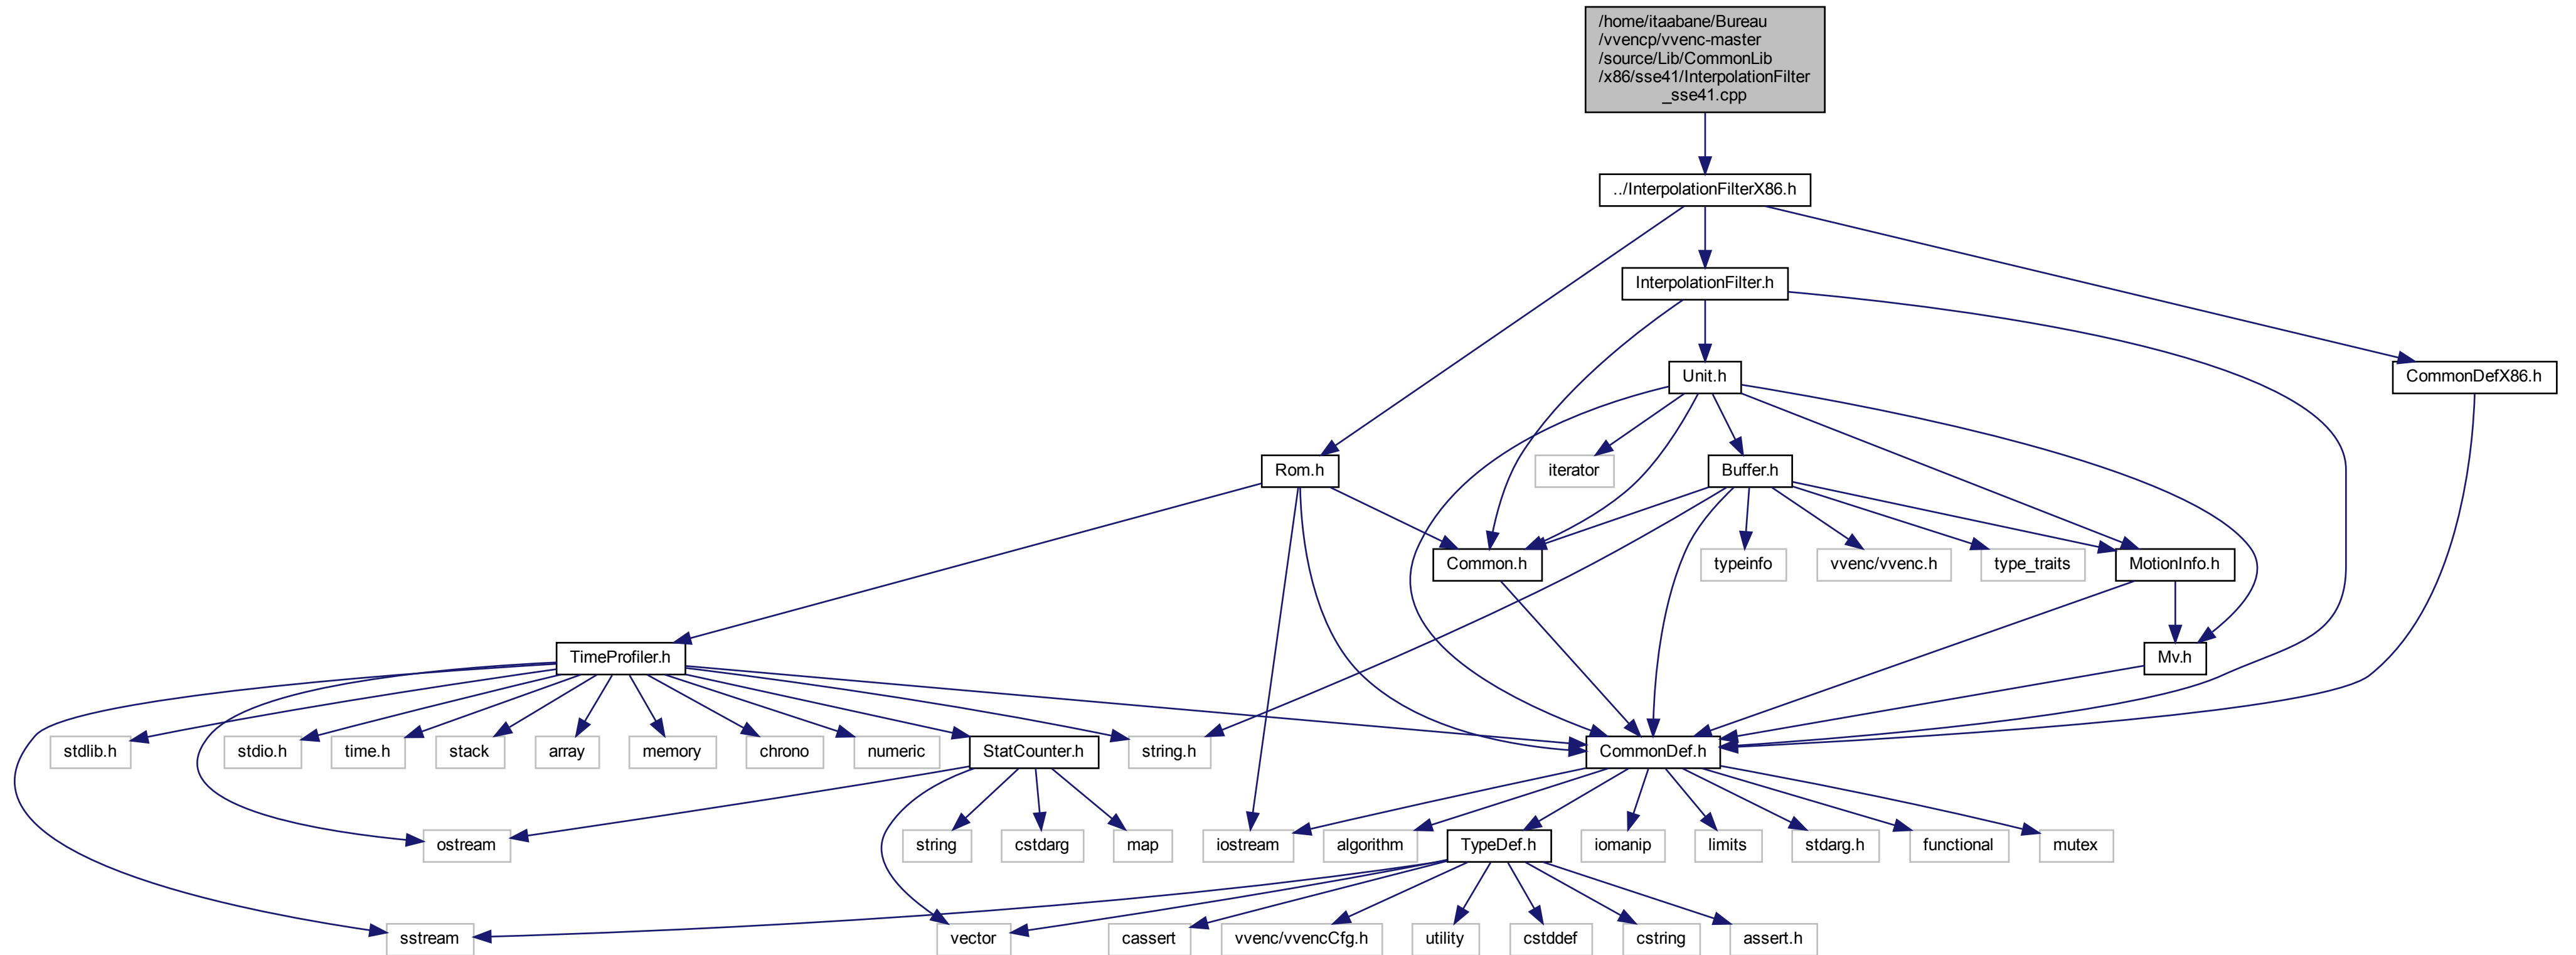 /home/itaabane/Bureau
/vvencp/vvenc-master
/source/Lib/CommonLib
/x86/sse41/InterpolationFilter
_sse41.cpp
../InterpolationFilterX86.h
InterpolationFilter.h
Unit.h
CommonDefX86.h
Rom.h
iterator
Buffer.h
Common.h
typeinfo
vvenc/vvenc.h
type_traits
MotionInfo.h
TimeProfiler.h
Mv.h
stdlib.h
stdio.h
time.h
stack
array
memory
chrono
numeric
StatCounter.h
string.h
CommonDef.h
ostream
string
cstdarg
map
iostream
algorithm
TypeDef.h
iomanip
limits
stdarg.h
functional
mutex
sstream
vector
cassert
vvenc/vvencCfg.h
utility
cstddef
cstring
assert.h